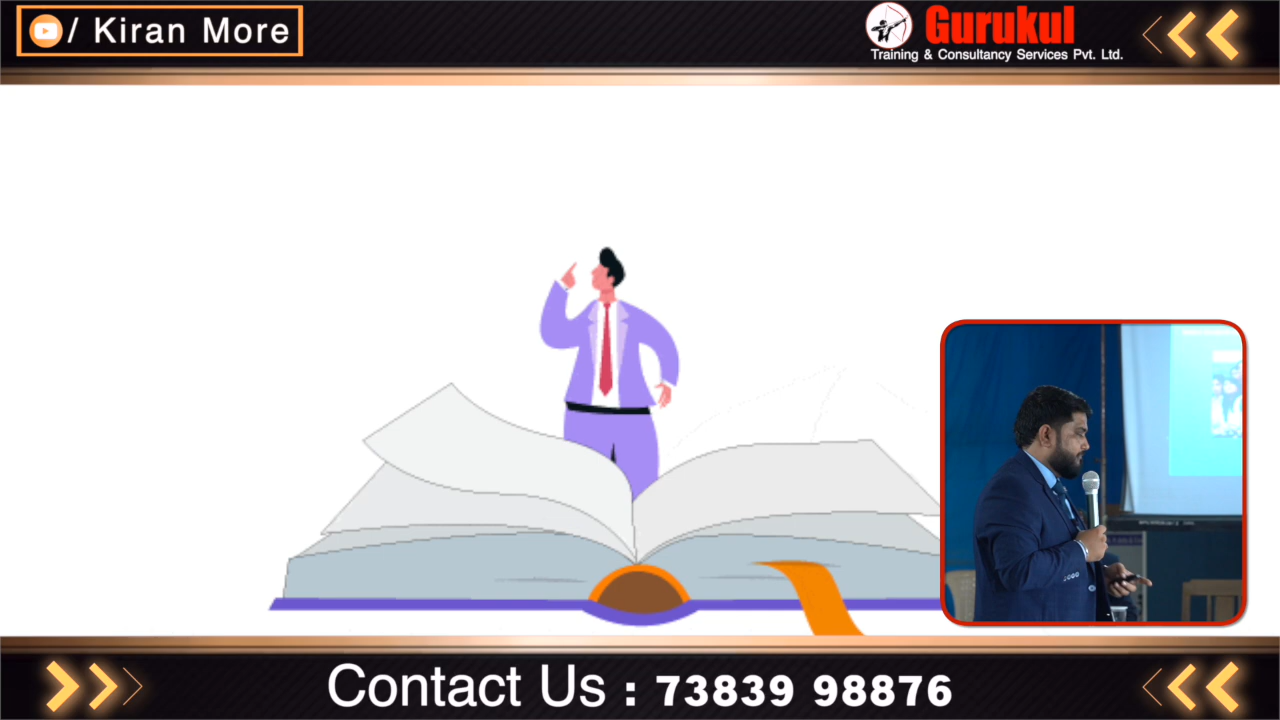 / Kiran More
Gurukul
Training & Consultancy Services Pvt. Ltd.
Contact Us : 73839 98876